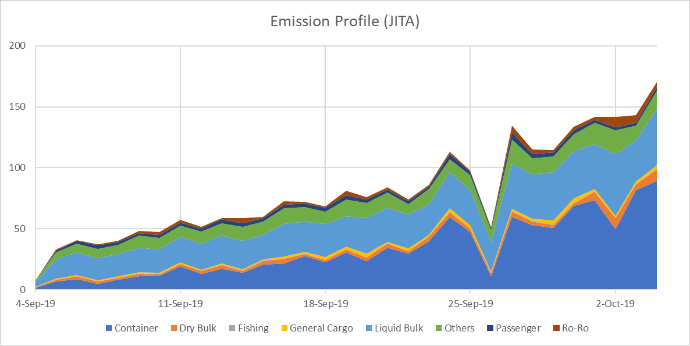 Emission Profile (JITA)
200
150
100
50
0
4-Sep-19 11-Sep-19 18-Sep-19 25-Sep-19 2-Oct-19
Container Dry Bulk Fishing General Cargo Liquid Bulk Others Passenger Ro-Ro